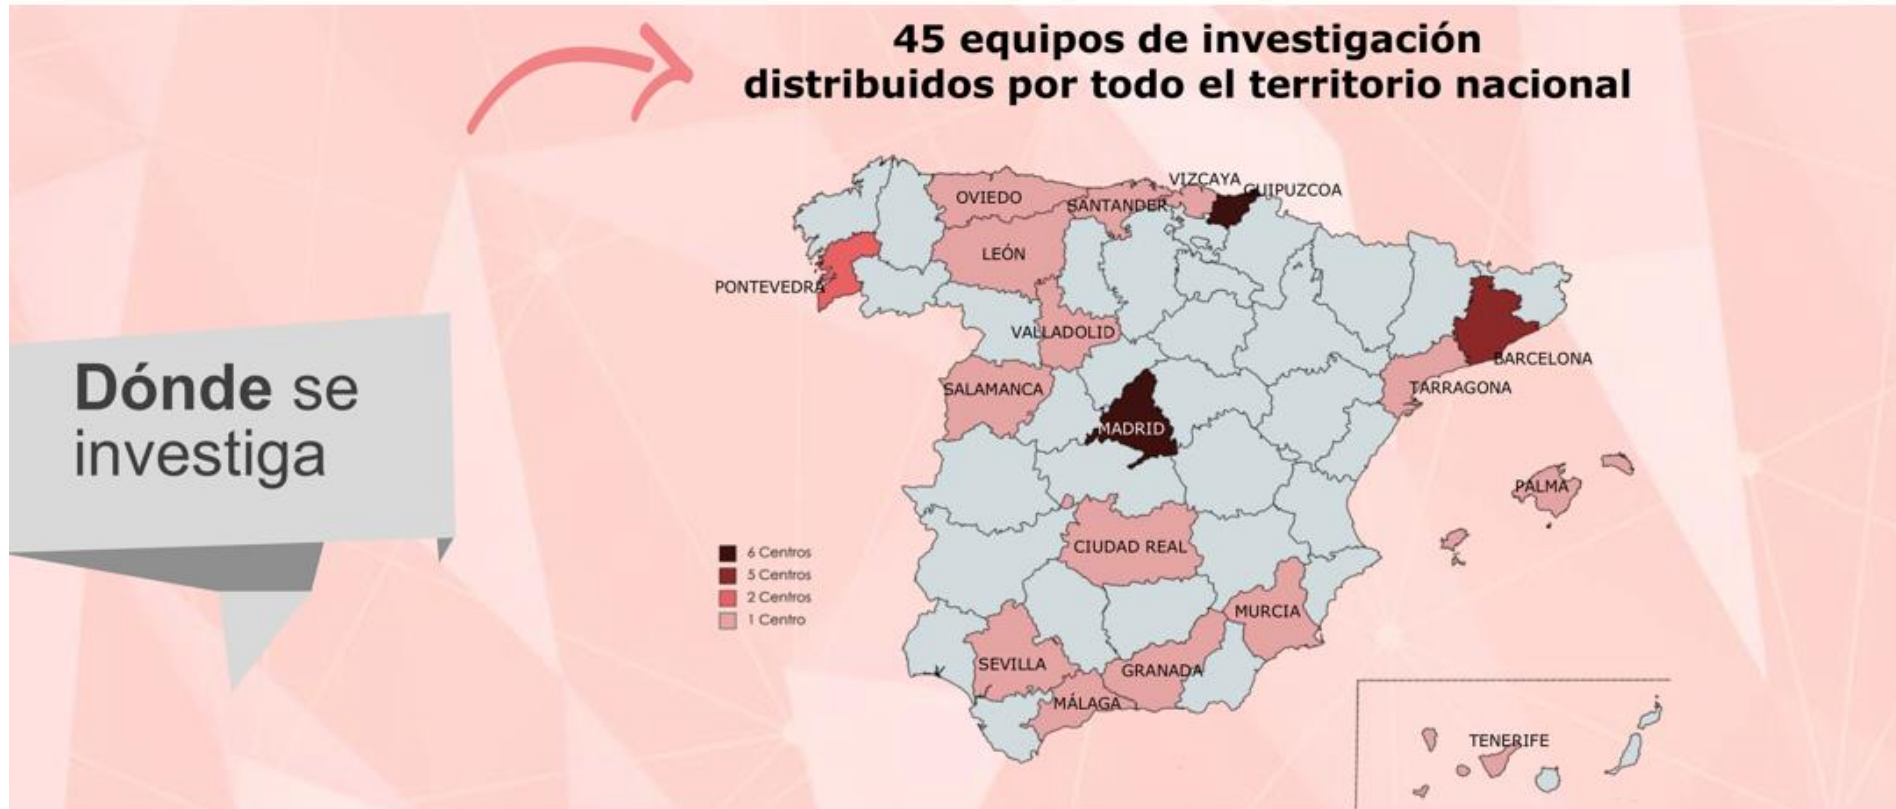 45 equipos de investigación
distribuidos por todo el territorio nacional
Dónde se
investiga
OVIEDO
SANTANDER
VIZCAYA
GUIPUZCOA
LEÓN
PONTEVEDRA
VALLADOLID
BARCELONA
TARRAGONA
SALAMANCA
MADRID
PALMA
CIUDAD REAL
MURCIA
SEVILLA
GRANADA
MÁLAGA
TENERIFE
6 Centros
5 Centros
2 Centros
1 Centro